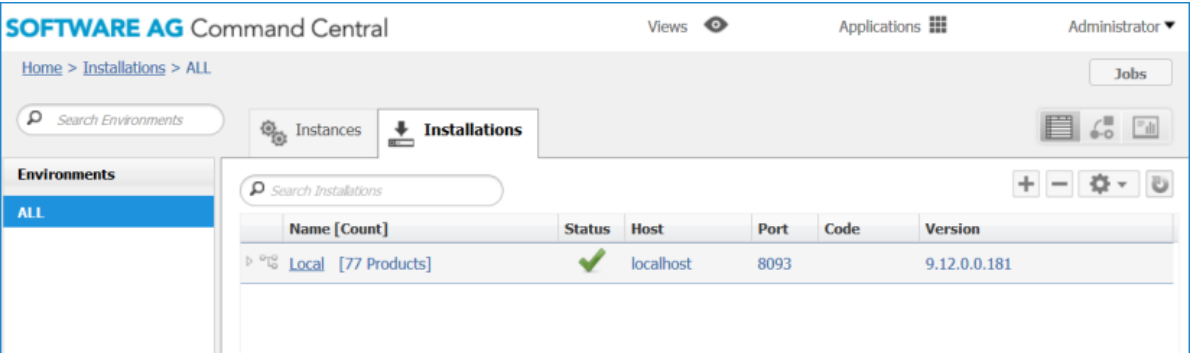 SOFTWARE AG Command Central Views Applications Administrator
Home > Installations > ALL
Jobs
Search Environments
Instances Installations
Environments
Search Installations
ALL
Name [Count] Status Host Port Code Version
Local [77 Products] localhost 8093 9.12.0.0.181